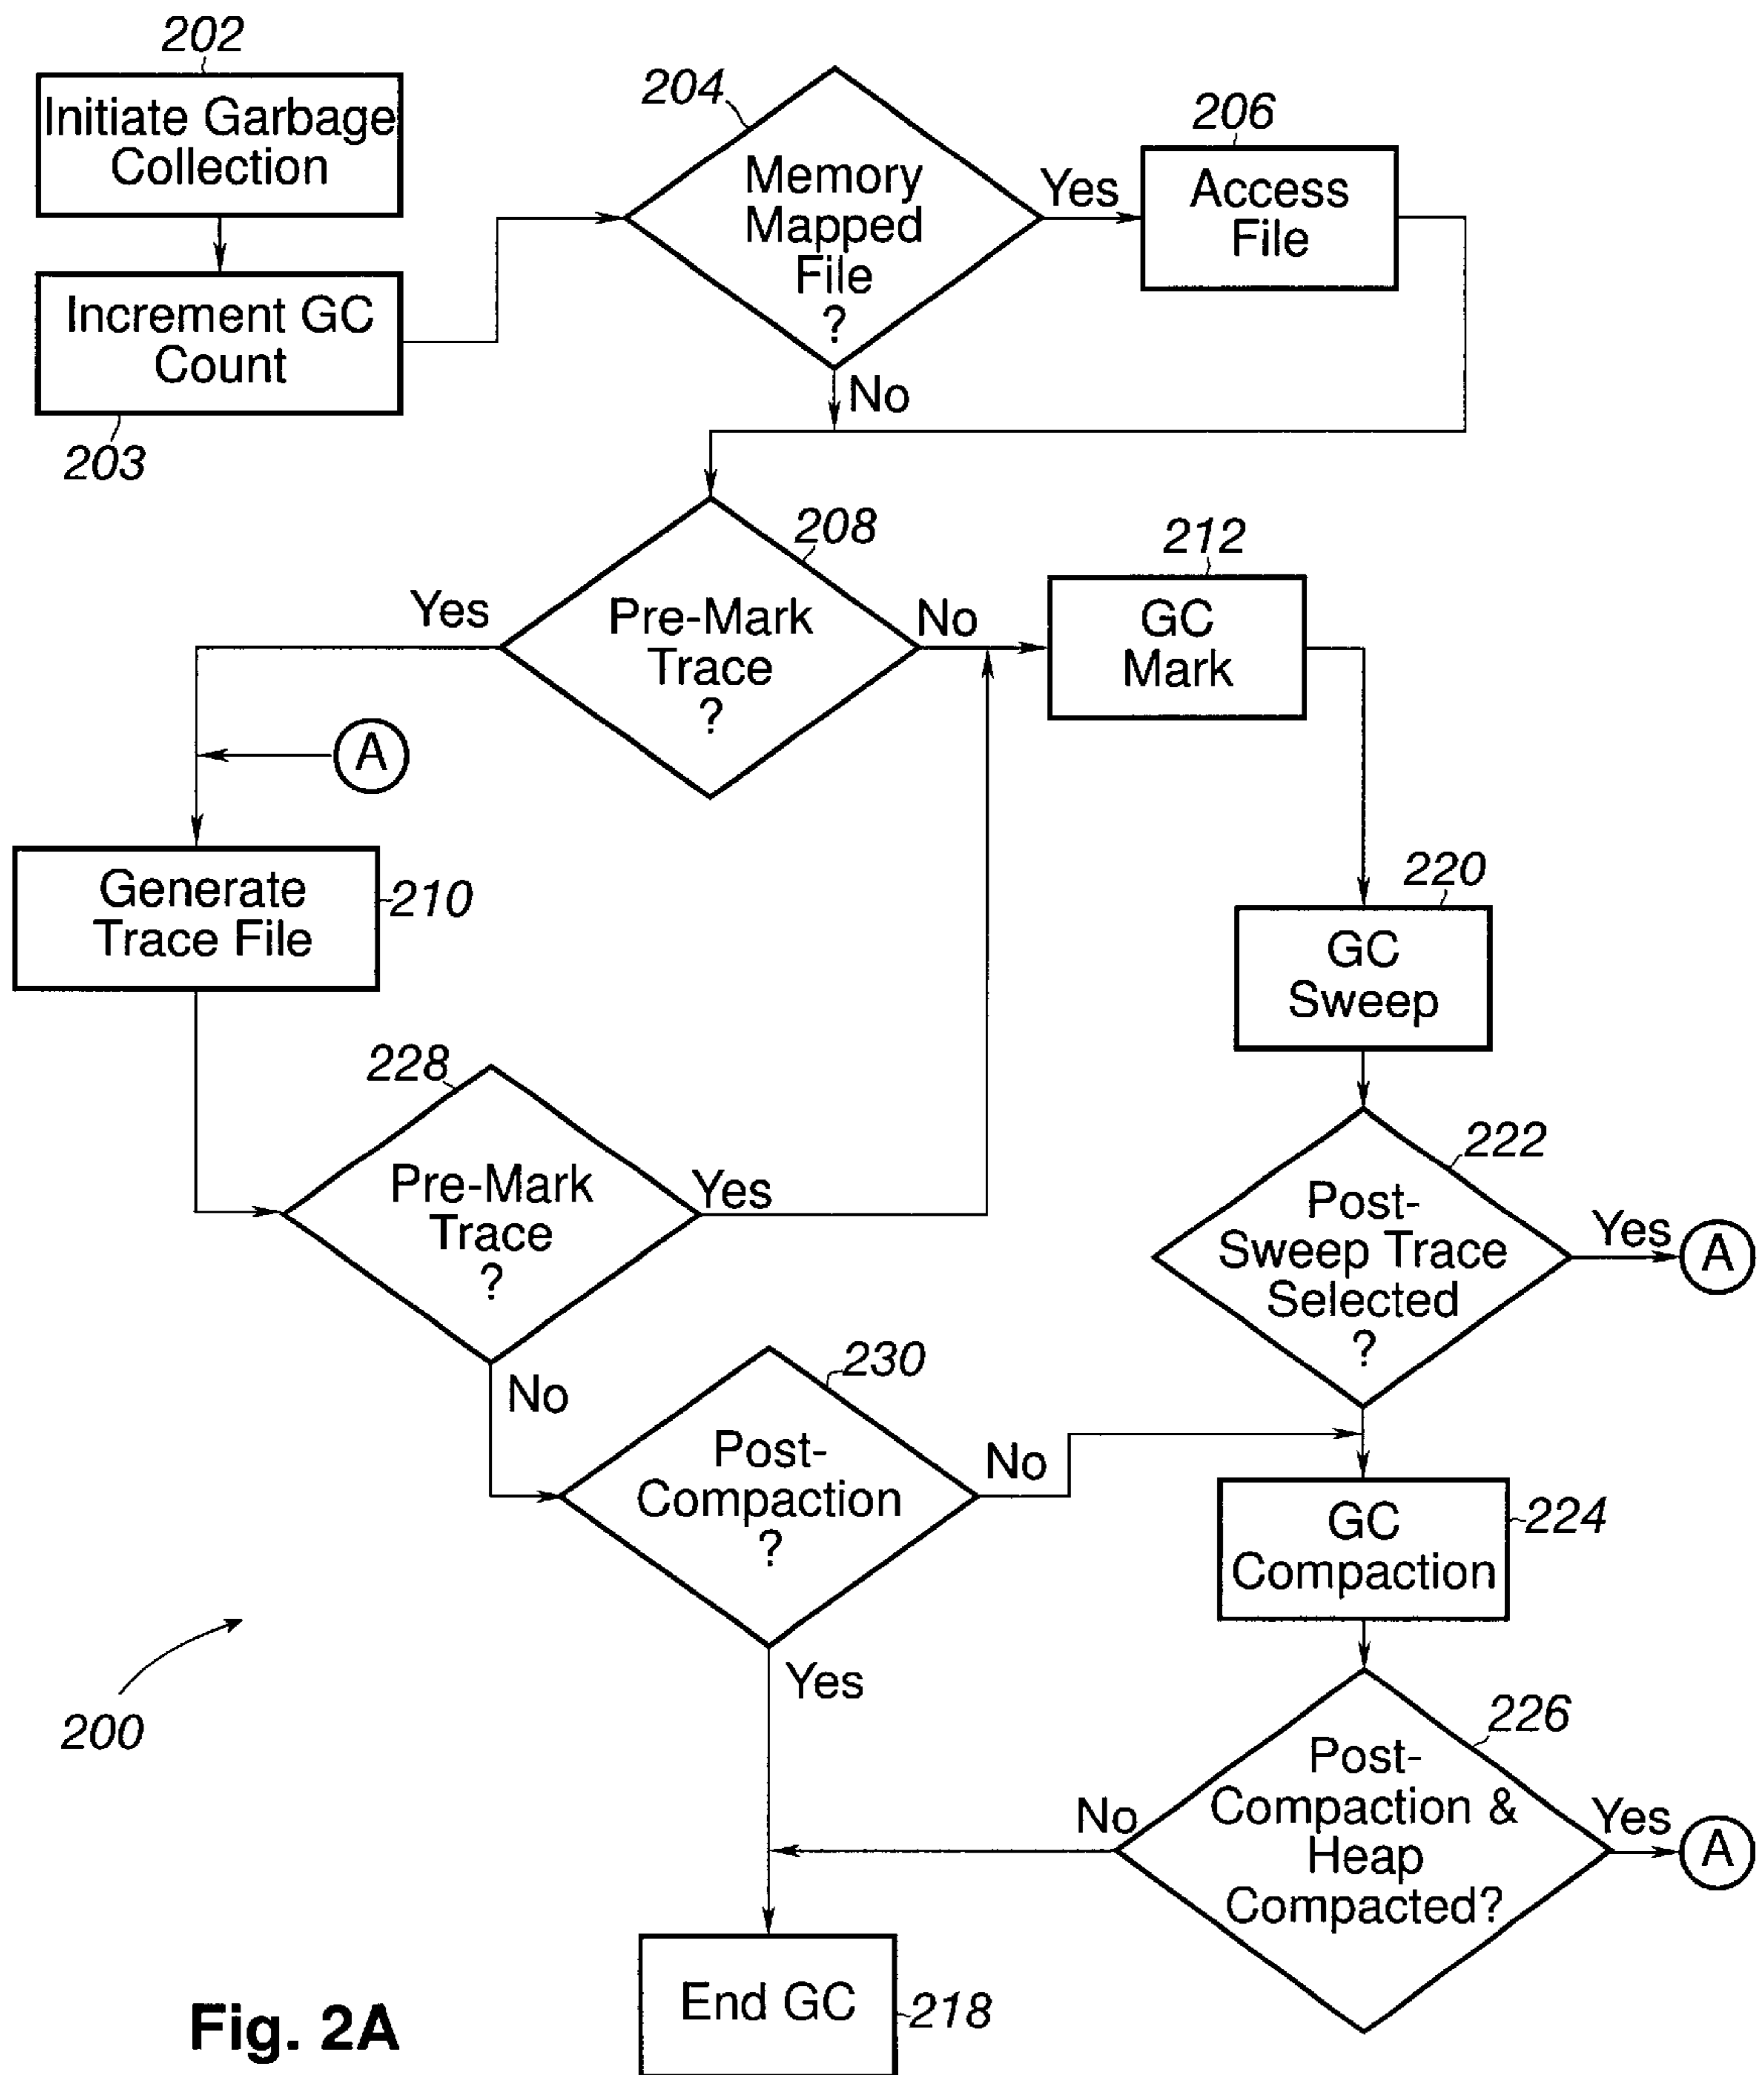 202
Initiate Garbage
Collection
Increment GC
Count
203
204
Memory
Mapped
File
?
Yes
No
206
Access
File
208
Pre-Mark
Trace
?
Yes
No
212
GC
Mark
A
Generate
Trace File
210
220
GC
Sweep
228
Pre-Mark
Trace
?
Yes
No
222
Post-
Sweep Trace
Selected
?
Yes
A
230
Post-
Compaction
?
No
Yes
GC
Compaction
224
200
226
Post-
Compaction &
Heap
Compacted?
No
Yes
A
End GC
218
Fig. 2A